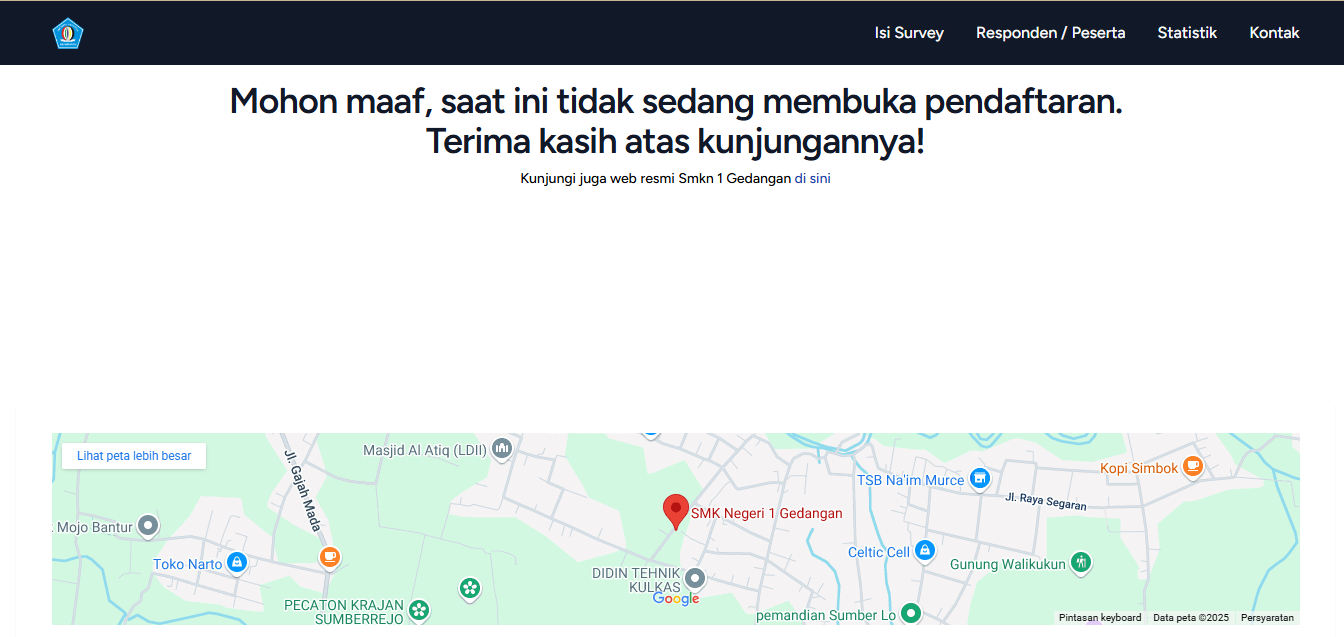 Isi Survey
Responden / Peserta
Statistik
Kontak
Mohon maaf, saat ini tidak sedang membuka pendaftaran.
Terima kasih atas kunjungannya!
Kunjungi juga web resmi Smkn 1 Gedangan di sini
Lihat peta lebih besar
Jl. Gajah Mada
Masjid Al Atiq (LDII)
TSB Na'im Murce
Kopi Simbok
Jl. Raya Segaran
SMK Negeri 1 Gedangan
Mojo Bantur
Toko Narto
Celtic Cell
Gunung Walikukun
DIDIN TEHNIK
KULKAS
Google
PECATON KRAJAN
SUMBERREJO
pemandian Sumber Lo
Pintasan keyboard
Data peta ©2025
Persyaratan